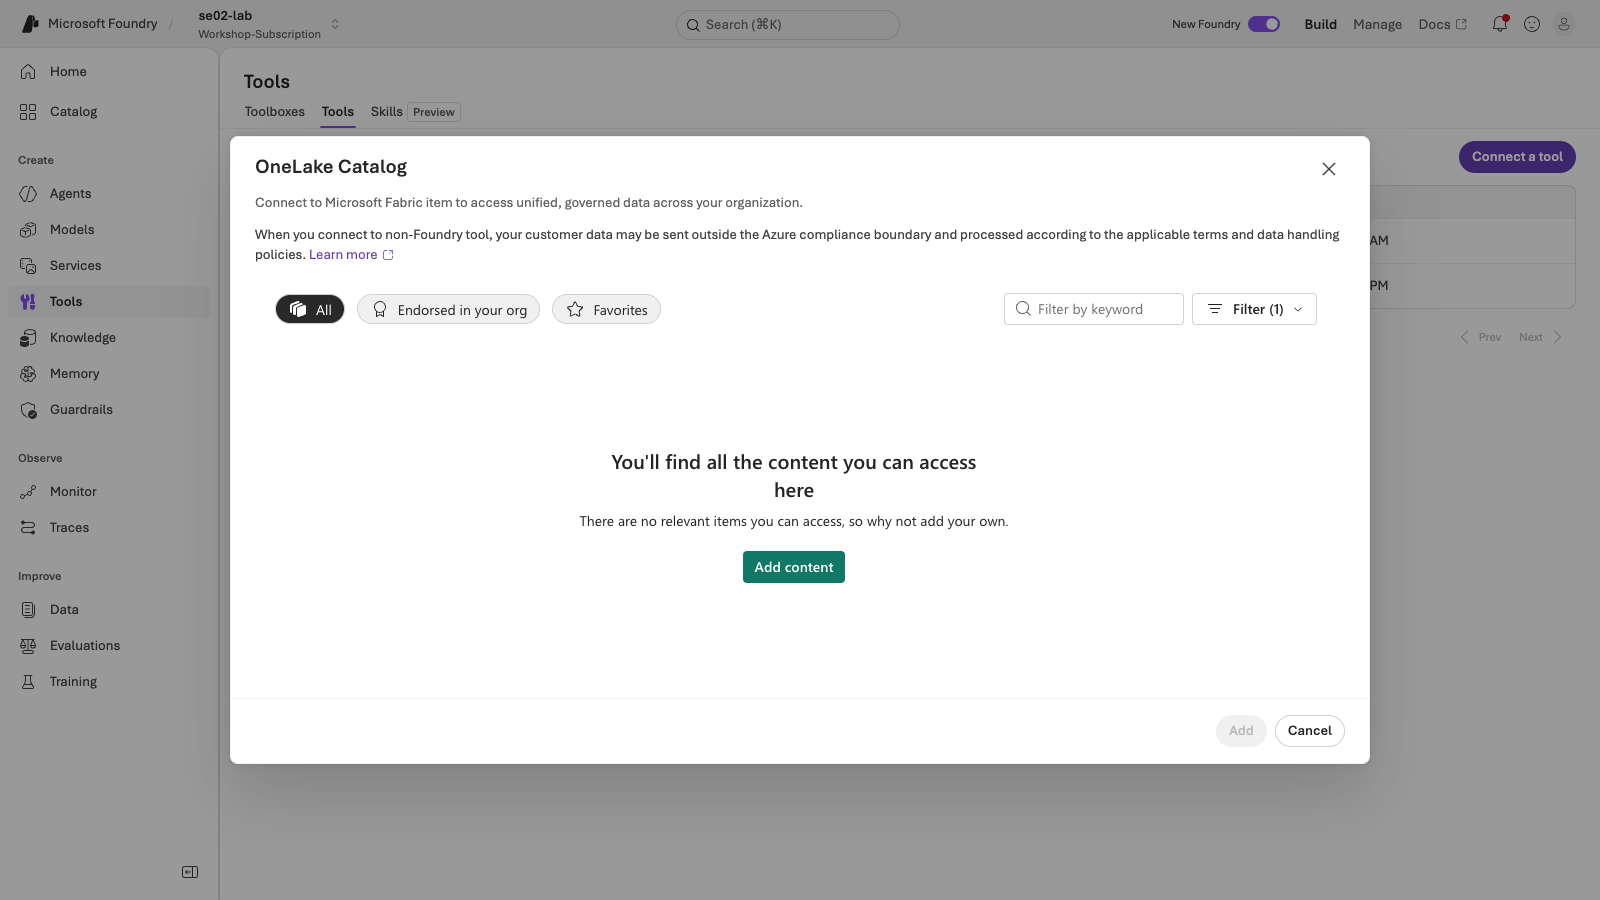 Microsoft Foundry
/
se02-lab
Workshop-Subscription
Search (⌘K)
New Foundry
Build
Manage
Docs
Home
Catalog
Create
Agents
Models
Services
Tools
Knowledge
Memory
Guardrails
Observe
Monitor
Traces
Improve
Data
Evaluations
Training
Tools
Toolboxes
Tools
Skills
Preview
Connect a tool
AM
PM
Prev
Next
OneLake Catalog
Connect to Microsoft Fabric item to access unified, governed data across your organization.
When you connect to non-Foundry tool, your customer data may be sent outside the Azure compliance boundary and processed according to the applicable terms and data handling
policies. Learn more
All
Endorsed in your org
Favorites
Filter by keyword
Filter (1)
You'll find all the content you can access
here
There are no relevant items you can access, so why not add your own.
Add content
Add
Cancel